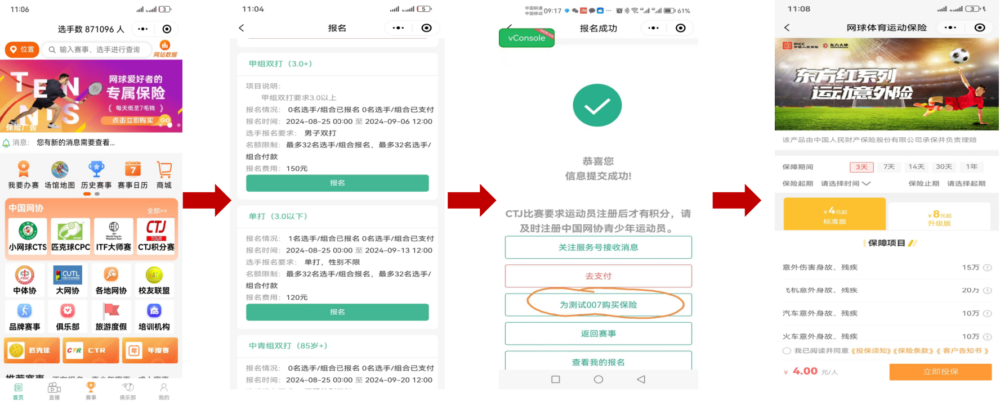 11:06
3
选手数 871096 人
位置
输入赛事、选手进行查询
网站数据
TENNIS
网球爱好者的
专属保险
( 每天低至7毛钱 )
点击立即购买 GO
保险广告
消息: 您有新的消息需要查看...
7
我要办赛 场馆地图 历史赛事 赛事日历 商城
中国网协
全部>>
CTJ
TOUR
小网球CTS 匹克球CPC ITF大师赛 CTJ积分赛
CUTL
中体协 大网协 各地网协 校友联盟
品牌赛事 俱乐部 旅游度假 培训机构
匹克球
CTR CTR
年 年度赛
首页 直播 赛事 俱乐部 我的
11:04
5
报名
甲组双打（3.0+）
项目说明:
甲组双打要求3.0以上
报名情况: 0名选手/组合已报名 0名选手/组合已支付
报名时间: 2024-08-25 00:00 至 2024-09-06 12:00
选手报名要求: 男子双打
名额限制: 最多32名选手/组合报名，最多32名选手/
组合付款
报名费用: 150元
报名
单打（3.0以下）
报名情况: 1名选手/组合已报名 0名选手/组合已支付
报名时间: 2024-08-25 00:00 至 2024-09-13 12:00
选手报名要求: 单打，性别不限
名额限制: 最多32名选手/组合报名，最多32名选手/
组合付款
报名费用: 120元
报名
中青组双打（85岁+）
报名情况: 0名选手/组合已报名 0名选手/组合已支付
报名时间: 2024-08-25 00:00 至 2024-09-20 12:00
中国联通
中国移动
09:17
61%
报名成功
vConsole
恭喜您
信息提交成功!
CTJ比赛要求运动员注册后才有积分，请
及时注册中国网协青少年运动员。
关注服务号接收消息
去支付
为测试007购买保险
返回赛事
查看我的报名
11:08
3
网球体育运动保险
PICC
中国人民保险
东方大地
东方红系列
运动意外险
该产品由中国人民财产保险股份有限公司承保并负责理赔
保障期间 3天 7天 14天 30天 1年
保险起期 请选择时间 保险止期 请选择起期
¥4元起
标准版
¥8元起
升级版
保障项目
意外伤害身故、残疾 15万
飞机意外身故、残疾 20万
汽车意外身故、残疾 10万
火车意外身故、残疾 10万
我已阅读并同意《投保须知》《保险条款》《 客户告知书 》
¥ 4.00 元/人
立即投保